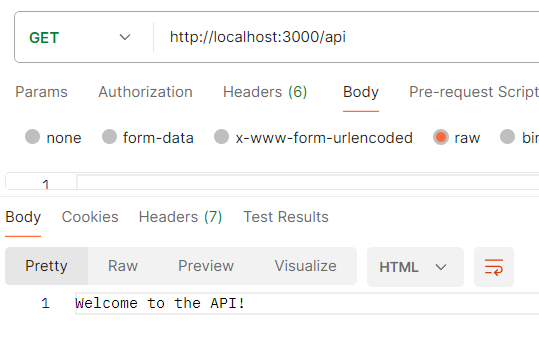 GET http://localhost:3000/api
Params Authorization Headers (6) Body Pre-request Script
none form-data x-www-form-urlencoded raw bin
1
Body Cookies Headers (7) Test Results
Pretty Raw Preview Visualize HTML
1 Welcome to the API!